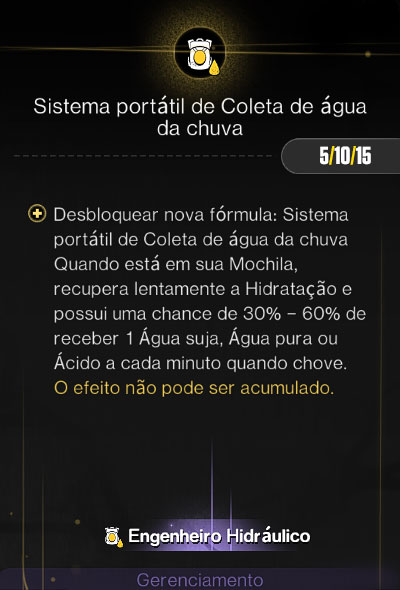 Sistema portátil de Coleta de água
da chuva
5/10/15
Desbloquear nova fórmula: Sistema
portátil de Coleta de água da chuva
Quando está em sua Mochila,
recupera lentamente a Hidratação e
possui uma chance de 30% – 60% de
receber 1 Água suja, Água pura ou
Ácido a cada minuto quando chove.
O efeito não pode ser acumulado.
Engenheiro Hidráulico
Gerenciamento